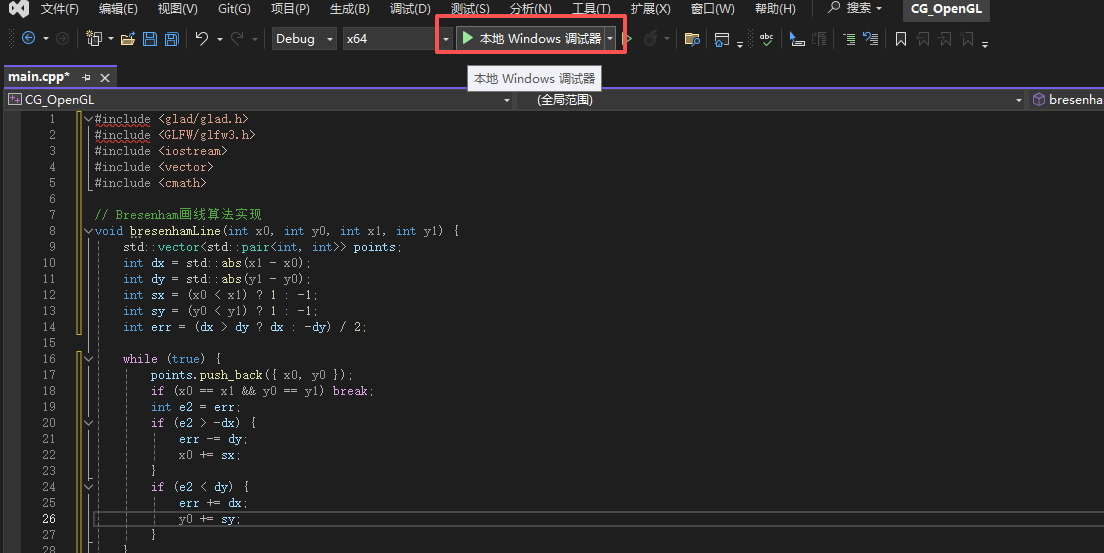 文件(F) 编辑(E) 视图(V) Git(G) 项目(P) 生成(B) 调试(D) 测试(S) 分析(N) 工具(T) 扩展(X) 窗口(W) 帮助(H) 搜索 CG_OpenGL
Debug x64 本地 Windows 调试器
本地 Windows 调试器
main.cpp*
CG_OpenGL (全局范围) bresenha
1 #include <glad/glad.h>
2 #include <GLFW/glfw3.h>
3 #include <iostream>
4 #include <vector>
5 #include <cmath>
6
7 // Bresenham画线算法实现
8 void bresenhamLine(int x0, int y0, int x1, int y1) {
9 std::vector<std::pair<int, int>> points;
10 int dx = std::abs(x1 - x0);
11 int dy = std::abs(y1 - y0);
12 int sx = (x0 < x1) ? 1 : -1;
13 int sy = (y0 < y1) ? 1 : -1;
14 int err = (dx > dy ? dx : -dy) / 2;
15
16 while (true) {
17 points.push_back({ x0, y0 });
18 if (x0 == x1 && y0 == y1) break;
19 int e2 = err;
20 if (e2 > -dx) {
21 err -= dy;
22 x0 += sx;
23 }
24 if (e2 < dy) {
25 err += dx;
26 y0 += sy;
27 }
28 }